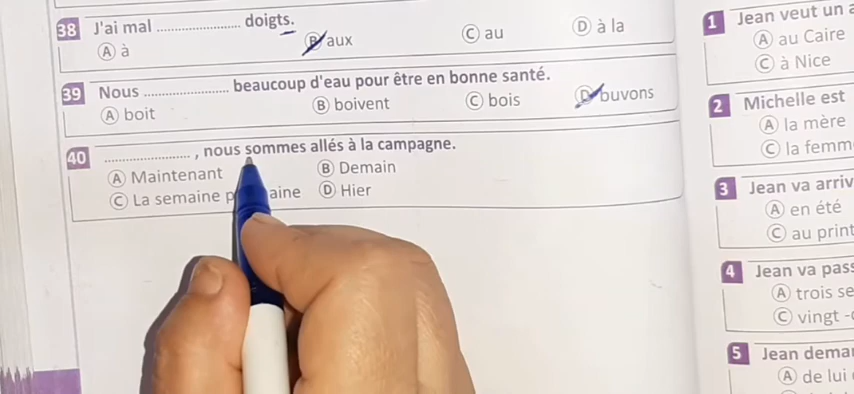 38 J'ai mal .................... doigts.
Ⓐ à Ⓑ aux Ⓒ au Ⓓ à la
39 Nous .................... beaucoup d'eau pour être en bonne santé.
Ⓐ boit Ⓑ boivent Ⓒ bois Ⓓ buvons
40 .................... , nous sommes allés à la campagne.
Ⓐ Maintenant Ⓑ Demain
Ⓒ La semaine p aine Ⓓ Hier
1 Jean veut un a
Ⓐ au Caire
Ⓒ à Nice
2 Michelle est
Ⓐ la mère
Ⓒ la femm
3 Jean va arriv
Ⓐ en été
Ⓒ au print
4 Jean va pass
Ⓐ trois se
Ⓒ vingt -
5 Jean dema
Ⓐ de lui